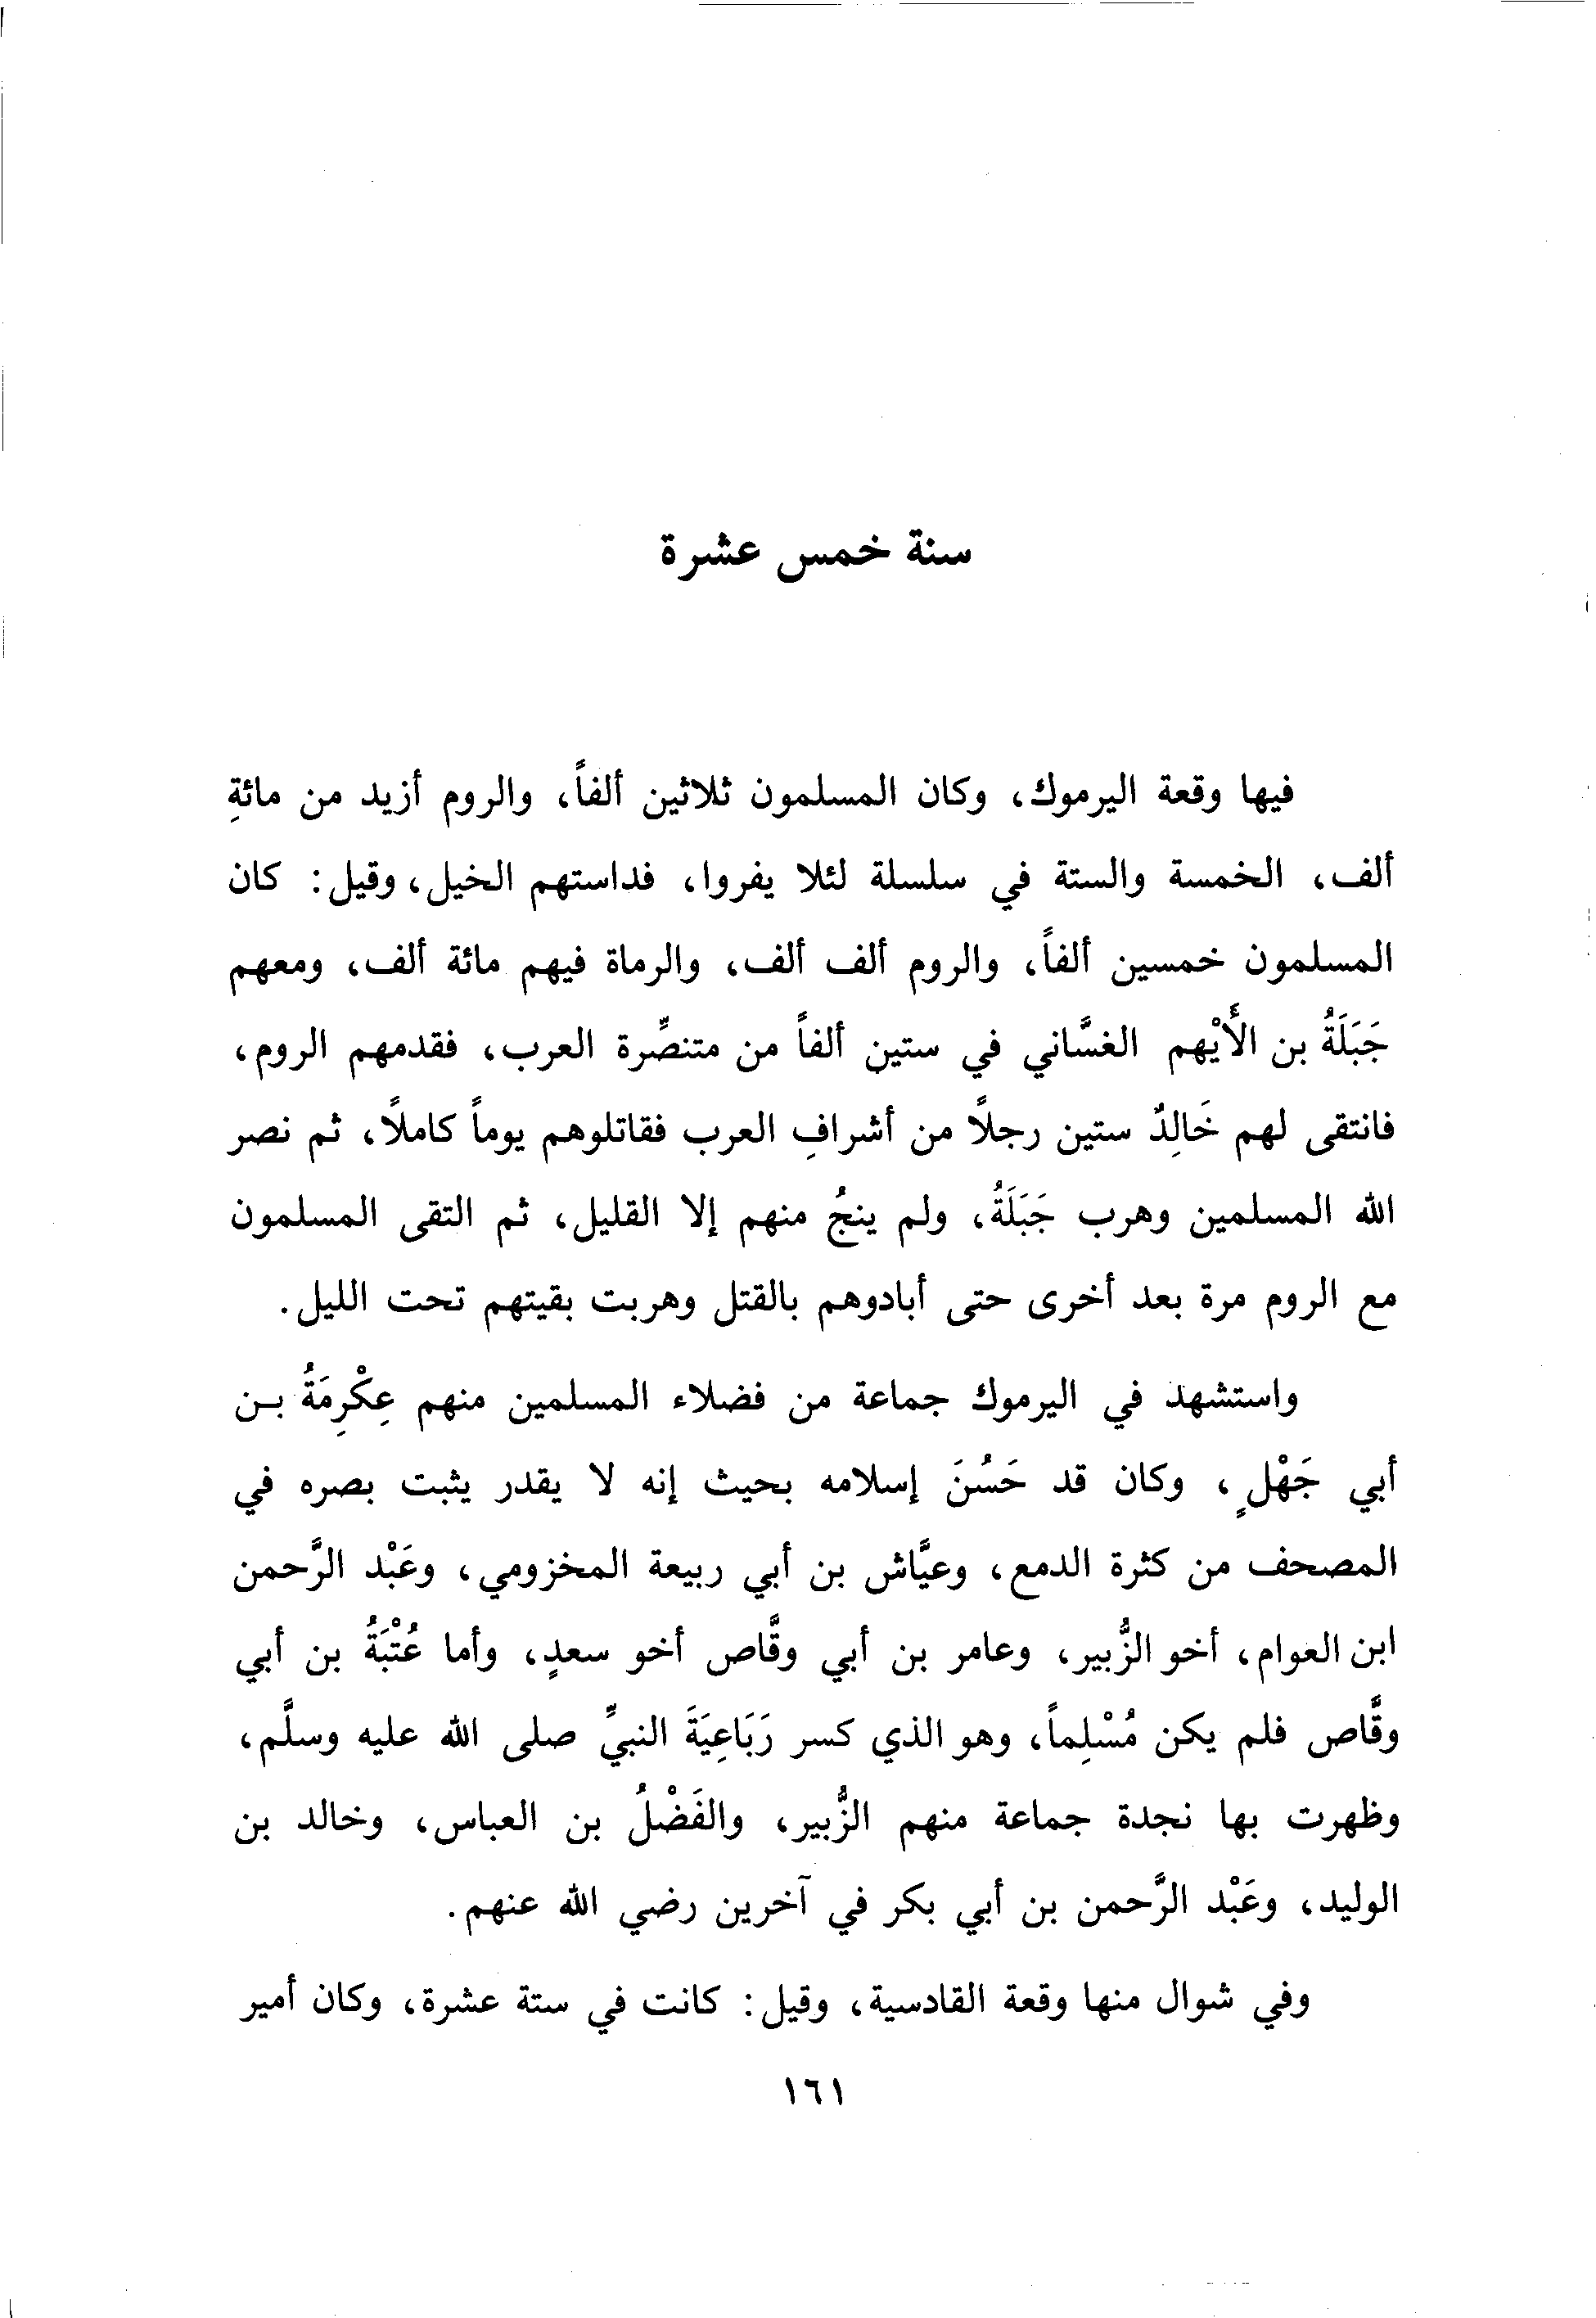 سنة خمس عشرة
فيها وقعة اليرموك، وكان المسلمون ثلاثين ألفاً، والروم أزيد من مائةِ
ألف، الخمسة والستة في سلسلة لئلا يفروا، فداستهم الخيل، وقيل: كان
المسلمون خمسين ألفاً، والروم ألف ألف، والرماة فيهم مائة ألف، ومعهم
جَبَلَةُ بن الأَيْهم الغسَّاني في ستين ألفاً من متنصِّرة العرب، فقدمهم الروم،
فانتقى لهم خَالِدٌ ستين رجلاً من أشرافِ العرب فقاتلوهم يوماً كاملاً، ثم نصر
الله المسلمين وهرب جَبَلَةُ، ولم ينجُ منهم إلا القليل، ثم التقى المسلمون
مع الروم مرة بعد أخرى حتى أبادوهم بالقتل وهربت بقيتهم تحت الليل.
واستشهد في اليرموك جماعة من فضلاء المسلمين منهم عِكْرِمَةُ بن
أبي جَهْلٍ، وكان قد حَسُنَ إسلامه بحيث إنه لا يقدر يثبت بصره في
المصحف من كثرة الدمع، وعيَّاش بن أبي ربيعة المخزومي، وعَبْد الرَّحمن
ابن العوام، أخو الزُّبير، وعامر بن أبي وقَّاص أخو سعدٍ، وأما عُتْبَةُ بن أبي
وقَّاص فلم يكن مُسْلِماً، وهو الذي كسر رَبَاعِيَةَ النبيِّ صلى الله عليه وسلَّم،
وظهرت بها نجدة جماعة منهم الزُّبير، والفَضْلُ بن العباس، وخالد بن
الوليد، وعَبْد الرَّحمن بن أبي بكر في آخرين رضي الله عنهم.
وفي شوال منها وقعة القادسية، وقيل: كانت في ستة عشرة، وكان أمير
١٦١